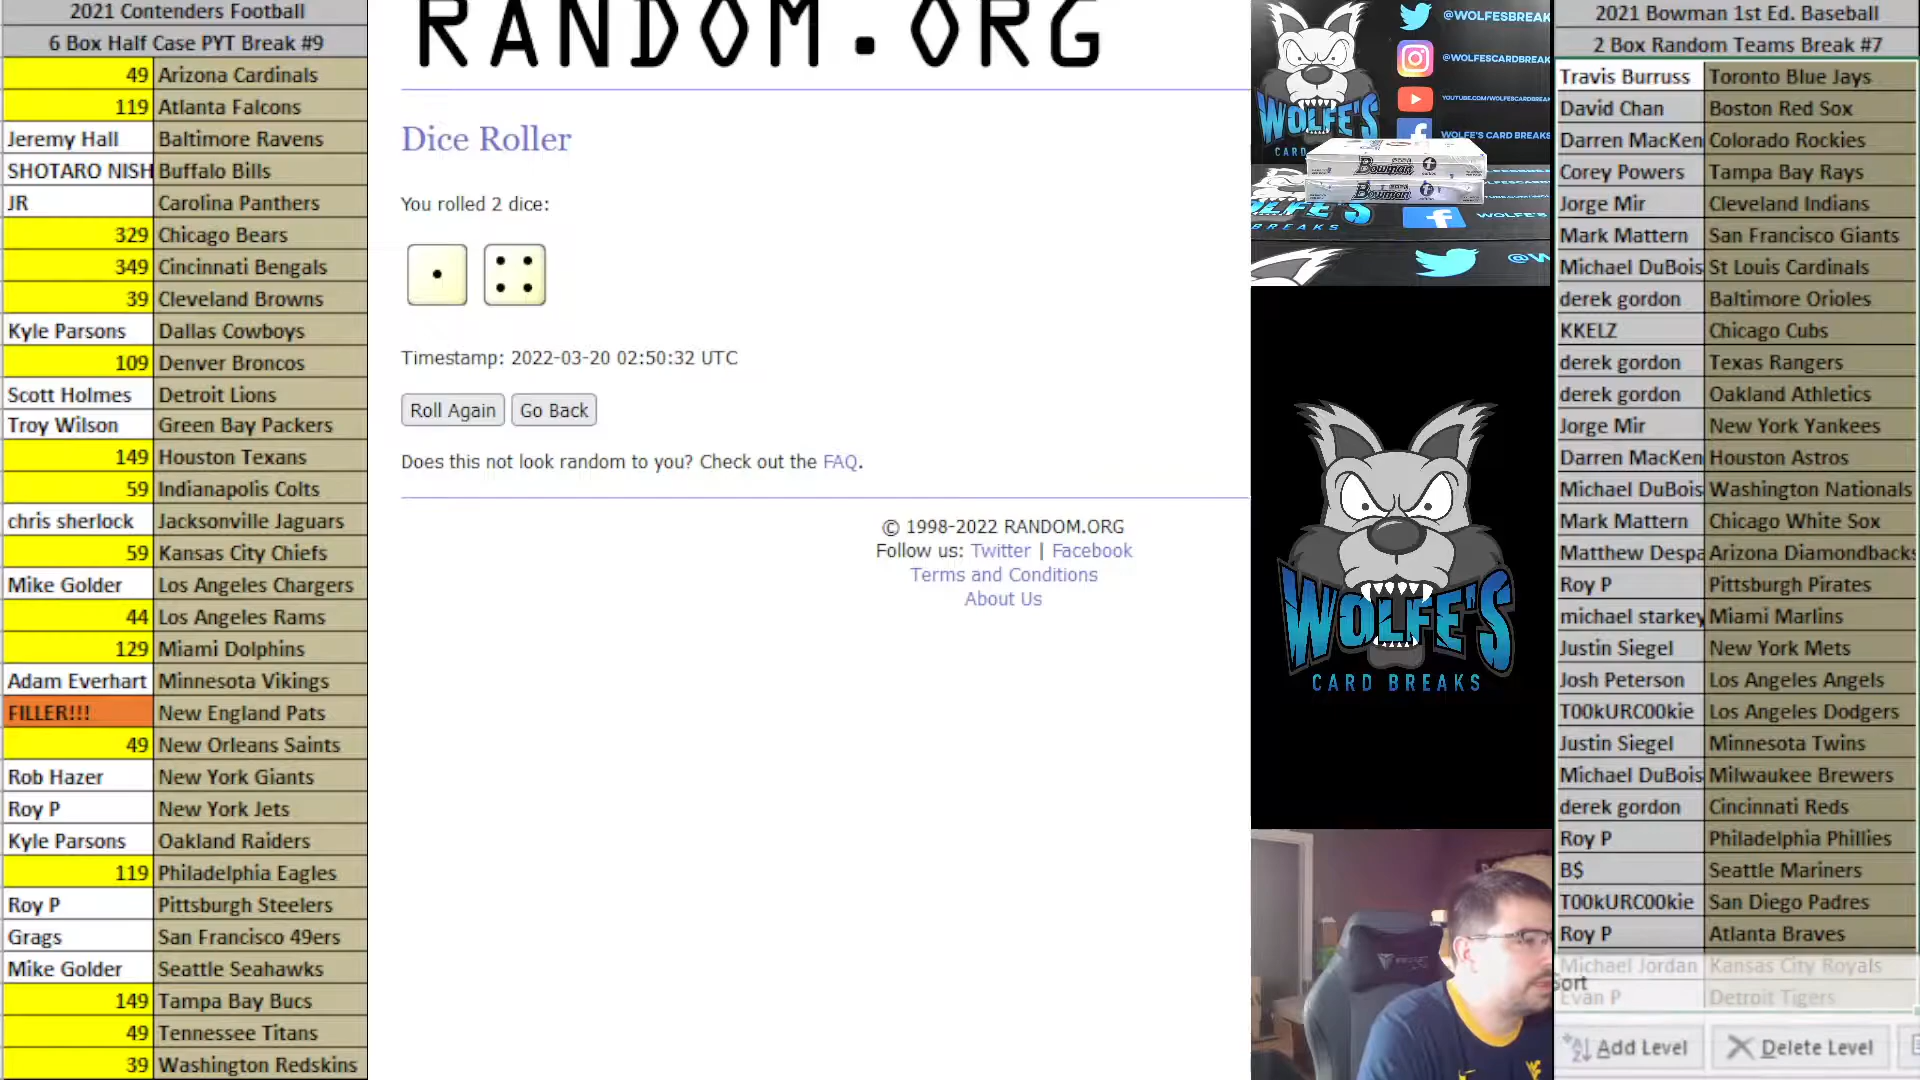 2021 Contenders Football
6 Box Half Case PYT Break #9
49 Arizona Cardinals
119 Atlanta Falcons
Jeremy Hall Baltimore Ravens
SHOTARO NISH Buffalo Bills
JR Carolina Panthers
329 Chicago Bears
349 Cincinnati Bengals
39 Cleveland Browns
Kyle Parsons Dallas Cowboys
109 Denver Broncos
Scott Holmes Detroit Lions
Troy Wilson Green Bay Packers
149 Houston Texans
59 Indianapolis Colts
chris sherlock Jacksonville Jaguars
59 Kansas City Chiefs
Mike Golder Los Angeles Chargers
44 Los Angeles Rams
129 Miami Dolphins
Adam Everhart Minnesota Vikings
FILLER!!! New England Pats
49 New Orleans Saints
Rob Hazer New York Giants
Roy P New York Jets
Kyle Parsons Oakland Raiders
119 Philadelphia Eagles
Roy P Pittsburgh Steelers
Grags San Francisco 49ers
Mike Golder Seattle Seahawks
149 Tampa Bay Bucs
49 Tennessee Titans
39 Washington Redskins
RANDOM.ORG
Dice Roller
You rolled 2 dice:
Timestamp: 2022-03-20 02:50:32 UTC
Roll Again Go Back
Does this not look random to you? Check out the FAQ.
© 1998-2022 RANDOM.ORG
Follow us: Twitter | Facebook
Terms and Conditions
About Us
@WOLFESBREAK
@WOLFESCARDBREAK
YOUTUBE.COM/WOLFESCARDBREAK
WOLFE'S CARD BREAKS
WOLFE'S
CARD
Bowman
Bowman
WOLFE'S
BREAKS
@W
WOLFE'S
CARD BREAKS
2021 Bowman 1st Ed. Baseball
2 Box Random Teams Break #7
Travis Burruss Toronto Blue Jays
David Chan Boston Red Sox
Darren MacKen Colorado Rockies
Corey Powers Tampa Bay Rays
Jorge Mir Cleveland Indians
Mark Mattern San Francisco Giants
Michael DuBois St Louis Cardinals
derek gordon Baltimore Orioles
KKELZ Chicago Cubs
derek gordon Texas Rangers
derek gordon Oakland Athletics
Jorge Mir New York Yankees
Darren MacKen Houston Astros
Michael DuBois Washington Nationals
Mark Mattern Chicago White Sox
Matthew Despa Arizona Diamondbacks
Roy P Pittsburgh Pirates
michael starkey Miami Marlins
Justin Siegel New York Mets
Josh Peterson Los Angeles Angels
T00kURC00kie Los Angeles Dodgers
Justin Siegel Minnesota Twins
Michael DuBois Milwaukee Brewers
derek gordon Cincinnati Reds
Roy P Philadelphia Phillies
B$ Seattle Mariners
T00kURC00kie San Diego Padres
Roy P Atlanta Braves
Michael Jordan Kansas City Royals
Sort
Evan P Detroit Tigers
Add Level Delete Level